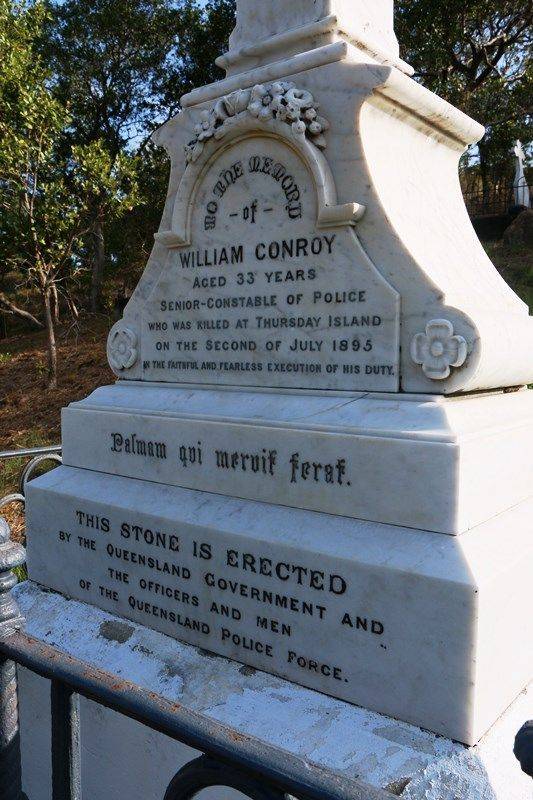 TO THE MEMORY
- of -
WILLIAM CONROY
AGED 33 YEARS
SENIOR-CONSTABLE OF POLICE
WHO WAS KILLED AT THURSDAY ISLAND
ON THE SECOND OF JULY 1895
IN THE FAITHFUL AND FEARLESS EXECUTION OF HIS DUTY.
Palmam qui meruit ferat.
THIS STONE IS ERECTED
BY THE QUEENSLAND GOVERNMENT AND
THE OFFICERS AND MEN
OF THE QUEENSLAND POLICE FORCE.